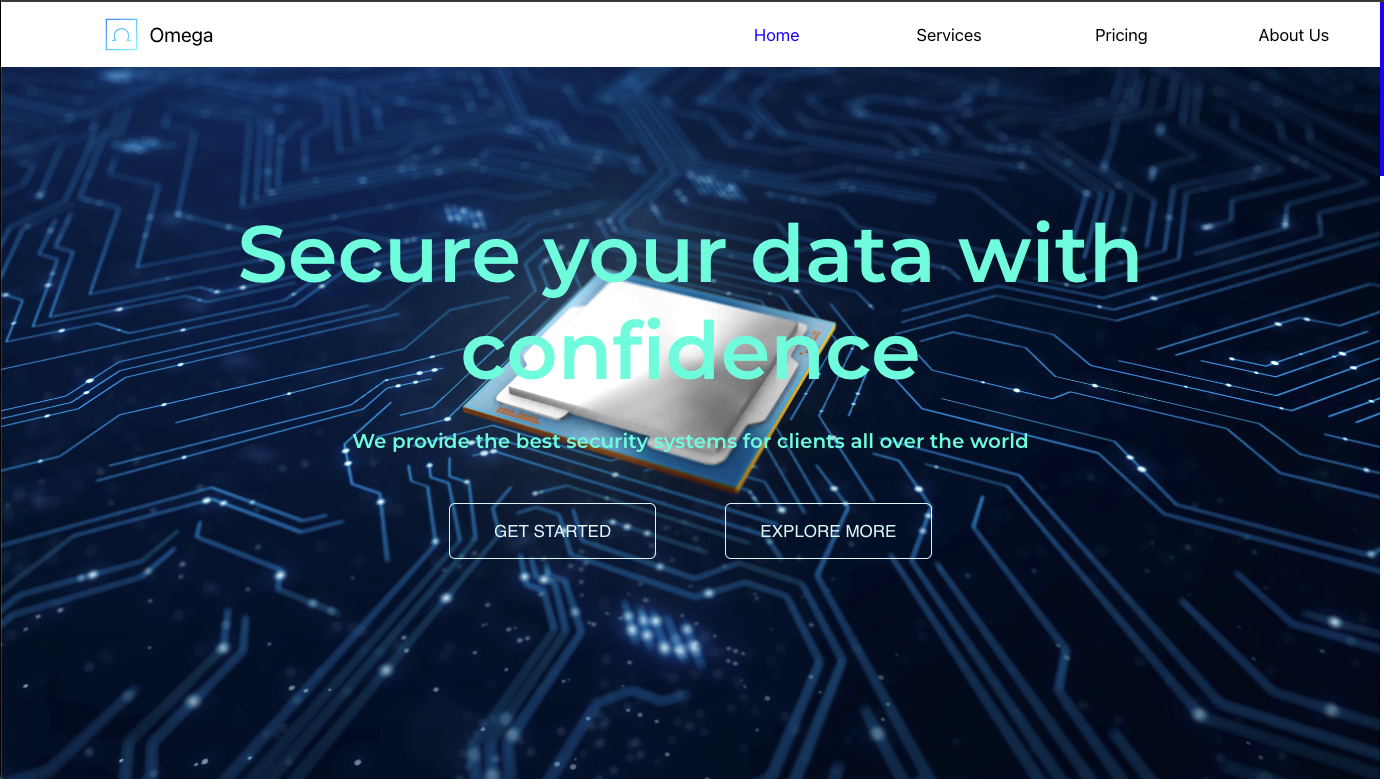 Omega
Home
Services
Pricing
About Us
Secure your data with
confidence
We provide the best security systems for clients all over the world
GET STARTED
EXPLORE MORE